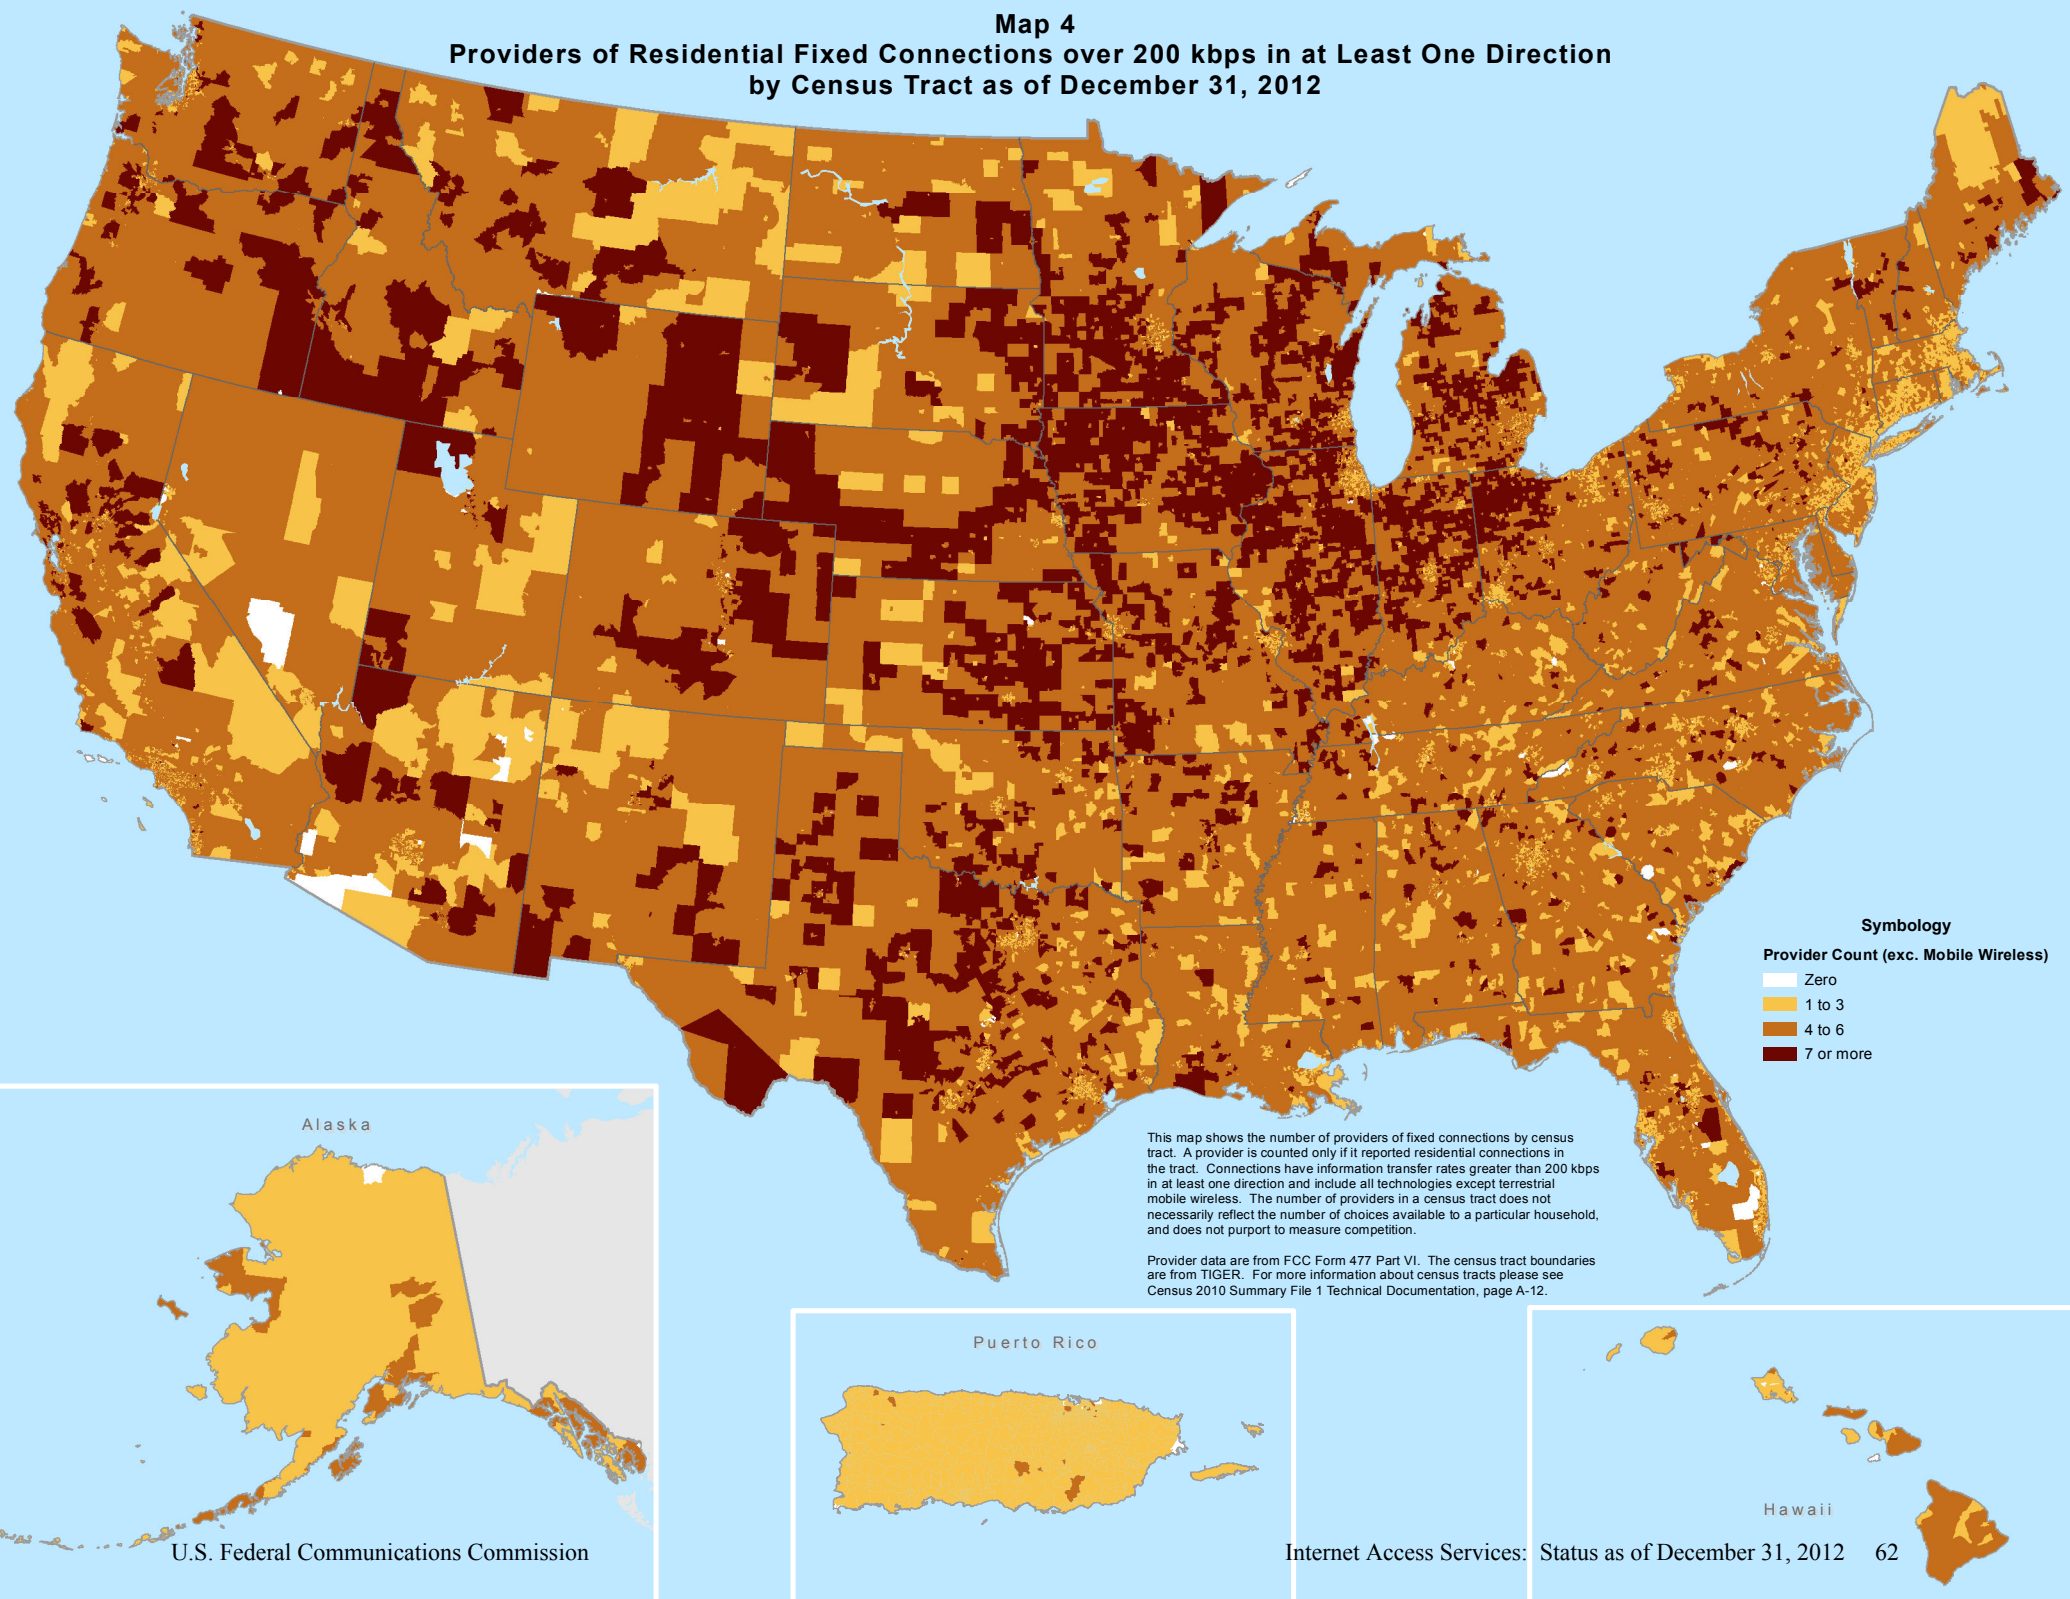 Map 4
Providers of Residential Fixed Connections over 200 kbps in at Least One Direction
by Census Tract as of December 31, 2012
Symbology
Provider Count (exc. Mobile Wireless)
Zero
1 to 3
4 to 6
7 or more
Alaska
This map shows the number of providers of fixed connections by census
tract. A provider is counted only if it reported residential connections in
the tract. Connections have information transfer rates greater than 200 kbps
in at least one direction and include all technologies except terrestrial
mobile wireless. The number of providers in a census tract does not
necessarily reflect the number of choices available to a particular household,
and does not purport to measure competition.
Provider data are from FCC Form 477 Part VI. The census tract boundaries
are from TIGER. For more information about census tracts please see
Census 2010 Summary File 1 Technical Documentation, page A-12.
Puerto Rico
Hawaii
U.S. Federal Communications Commission
Internet Access Services: Status as of December 31, 2012 62